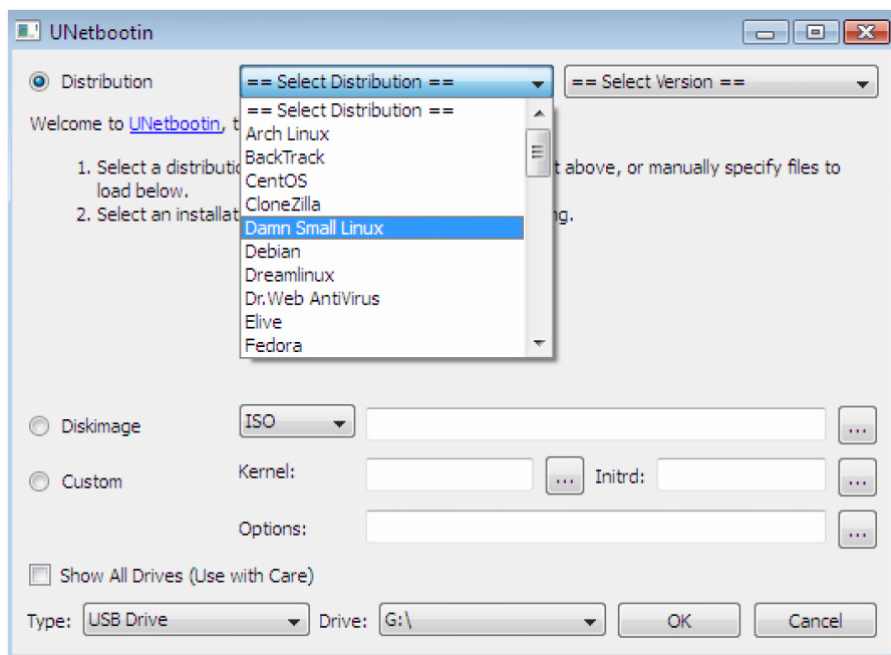 UNetbootin
Distribution
== Select Distribution ==
== Select Version ==
== Select Distribution ==
Arch Linux
BackTrack
CentOS
CloneZilla
Damn Small Linux
Debian
Dreamlinux
Dr.Web AntiVirus
Elive
Fedora
Welcome to UNetbootin, t
1. Select a distributi t above, or manually specify files to
load below.
2. Select an installat ng.
Diskimage
ISO
...
Custom
Kernel:
...
Initrd:
...
Options:
...
Show All Drives (Use with Care)
Type: USB Drive Drive: G:\ OK Cancel